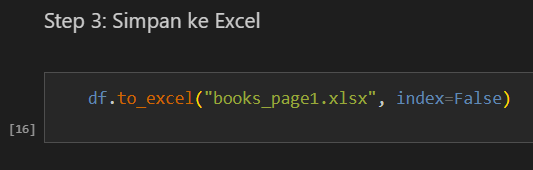 Step 3: Simpan ke Excel
df.to_excel("books_page1.xlsx", index=False)
[16]